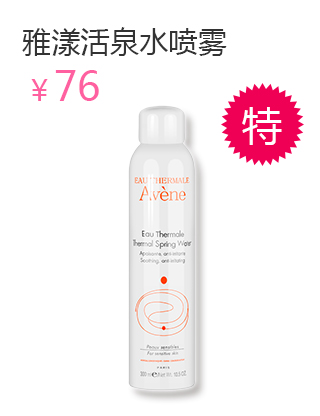 雅漾活泉水喷雾
¥ 76
特
EAU THERMALE
Avène
Eau Thermale
Thermal Spring Water
Apaisante, anti-irritante
Soothing, anti-irritating
Peaux sensibles
For sensitive skin
PARIS